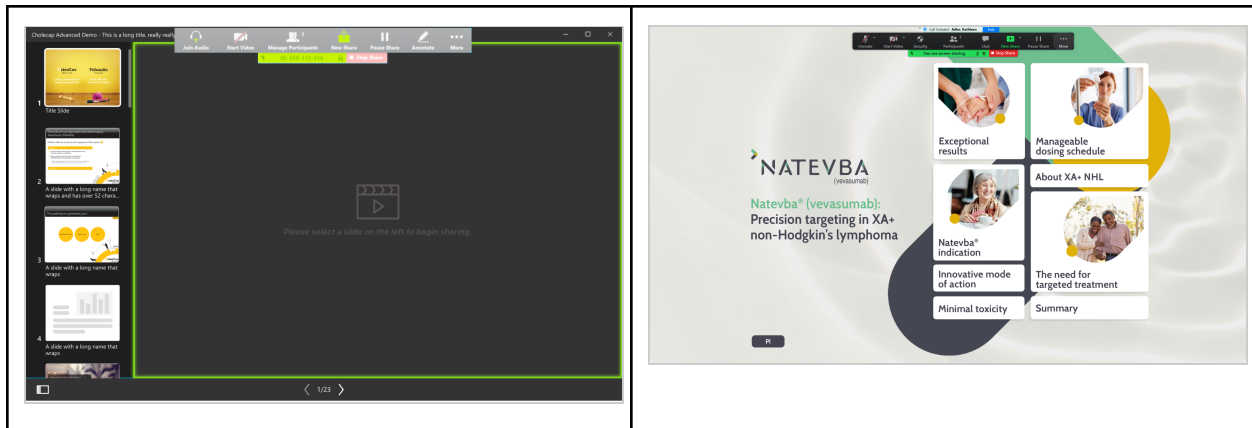 Cholecap Advanced Demo - This is a long title, really really
Join Audio
Start Video
Manage Participants
1
New Share
Pause Share
Annotate
More
Stop Share
1
Title Slide
2
A slide with a long name that
wraps and has over 52 chara...
3
A slide with a long name that
wraps
4
A slide with a long name that
wraps
Please select a slide on the left to begin sharing.
1/23
Unmute
Start Video
Security
Participants
Chat
New Share
Pause Share
More
You are screen sharing
Stop Share
NATEVBA
(vevasumab)
Natevba® (vevasumab):
Precision targeting in XA+
non-Hodgkin's lymphoma
PI
Exceptional
results
Manageable
dosing schedule
About XA+ NHL
Natevba®
indication
Innovative mode
of action
The need for
targeted treatment
Minimal toxicity
Summary